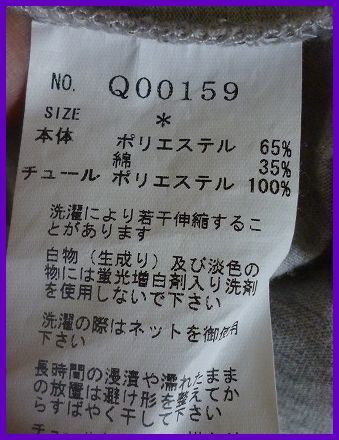 NO. Q00159
SIZE *
本体 ポリエステル 65%
綿 35%
チュール ポリエステル 100%
洗濯により若干伸縮するこ
とがあります
白物(生成り)及び淡色の
物には蛍光増白剤入り洗剤
を使用しないで下さい
洗濯の際はネットを御使用
下さい
長時間の浸漬や濡れたまま
の放置は避け形を整えてか
らすばやく干して下さい